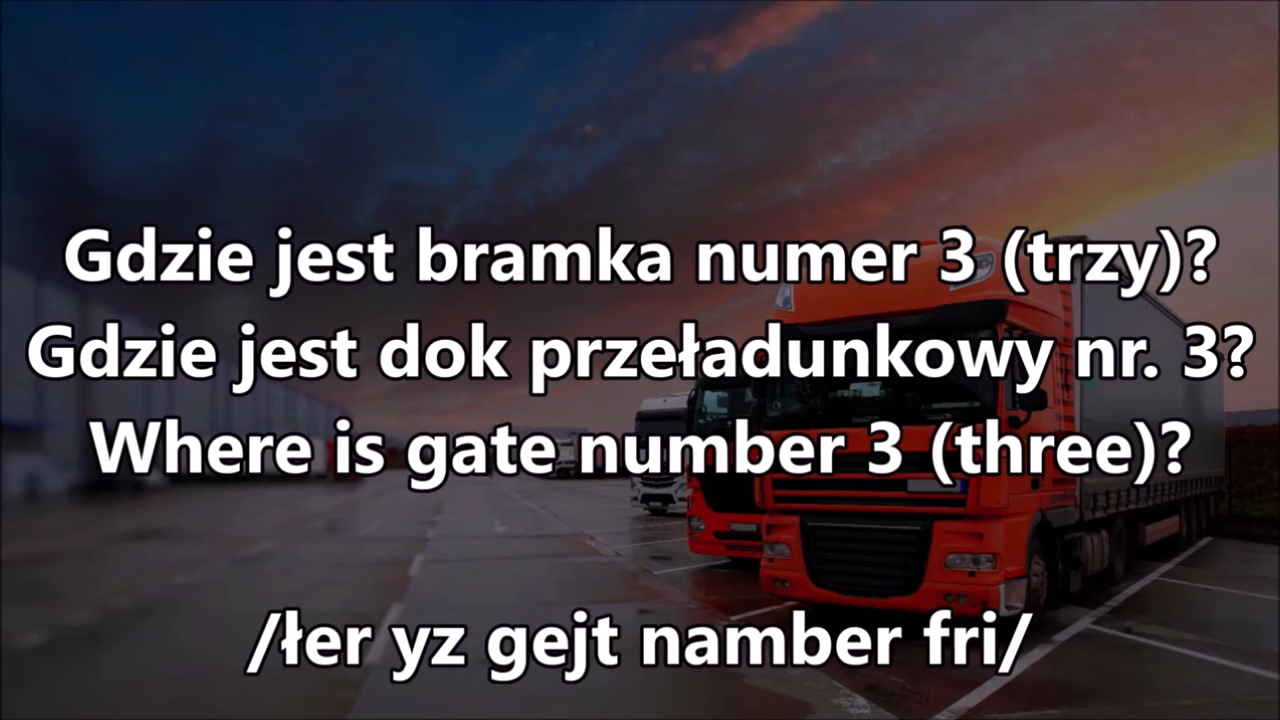 Gdzie jest bramka numer 3 (trzy)?
Gdzie jest dok przeładunkowy nr. 3?
Where is gate number 3 (three)?
/łer yz gejt namber fri/